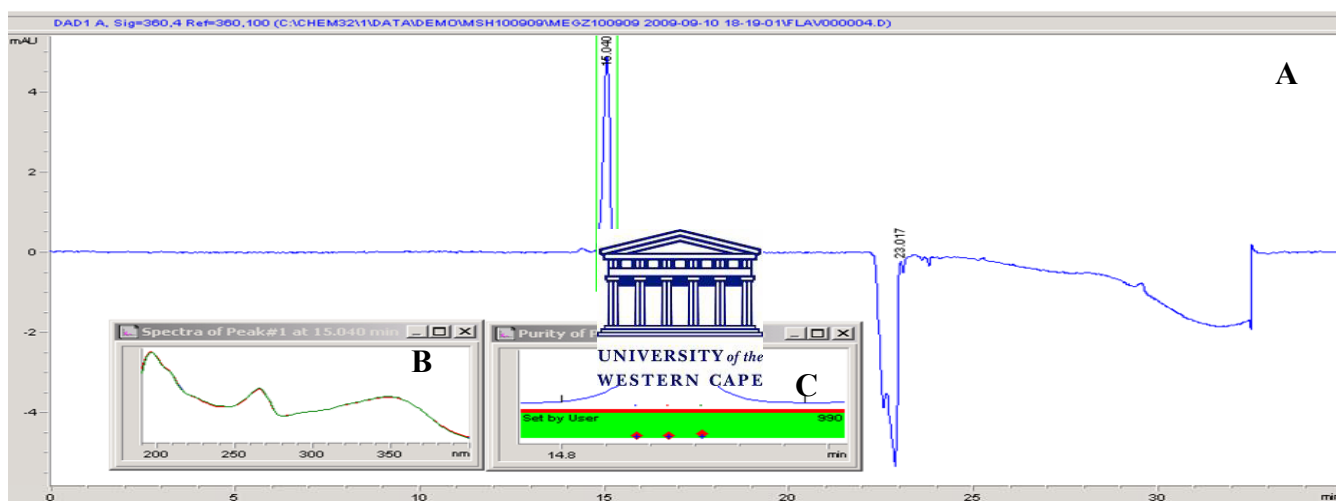 DAD1 A, Sig=360,4 Ref=360,100 (C:\CHEM32\1\DATA\DEMO\MSH100909\MEGZ100909 2009-09-10 18-19-01\FLAV000004.D)
mAU
A
15.040
4
2
0
23.017
-2
-4
Spectra of Peak#1 at 15.040 min
B
200 250 300 350 nm
Purity of
UNIVERSITY of the
WESTERN CAPE
C
Set by User 990
14.8 min
0 5 10 15 20 25 30